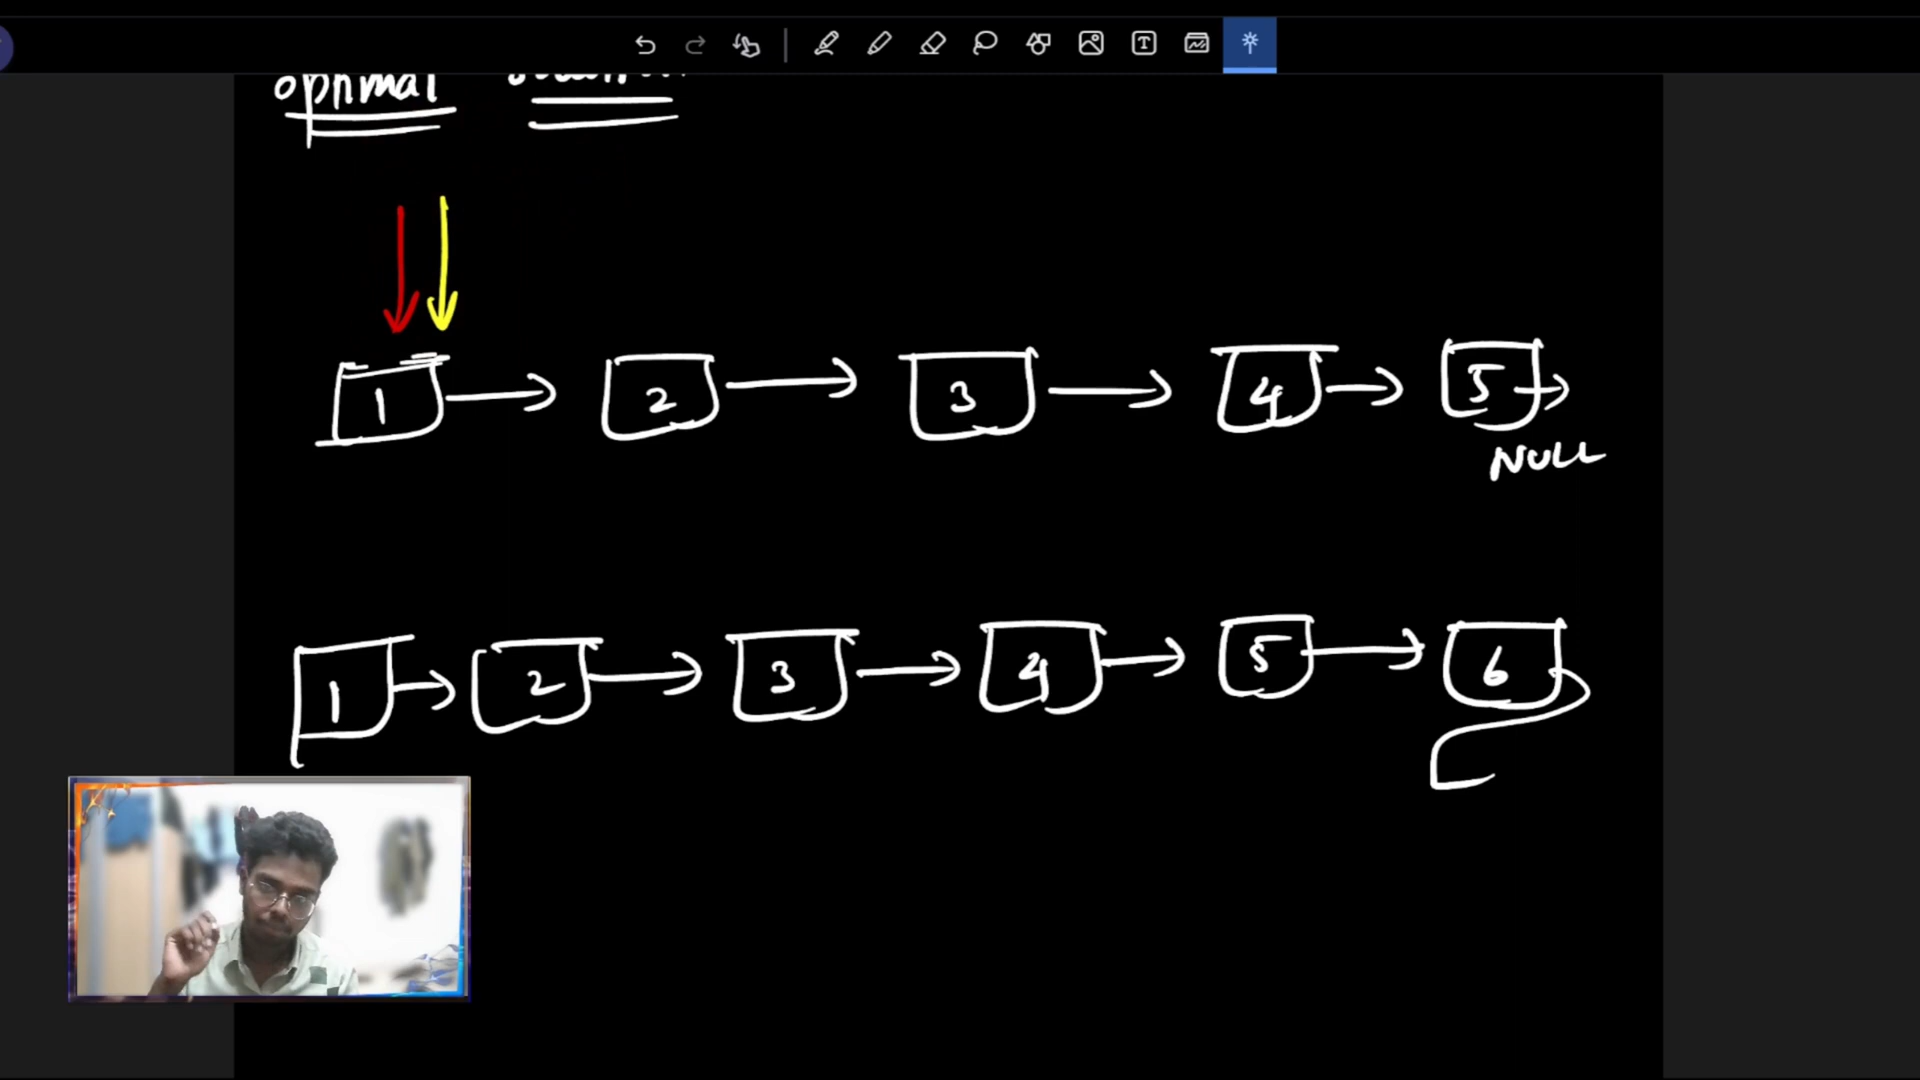 optimal
1 → 2 → 3 → 4 → 5 →
NULL
1 → 2 → 3 → 4 → 5 → 6